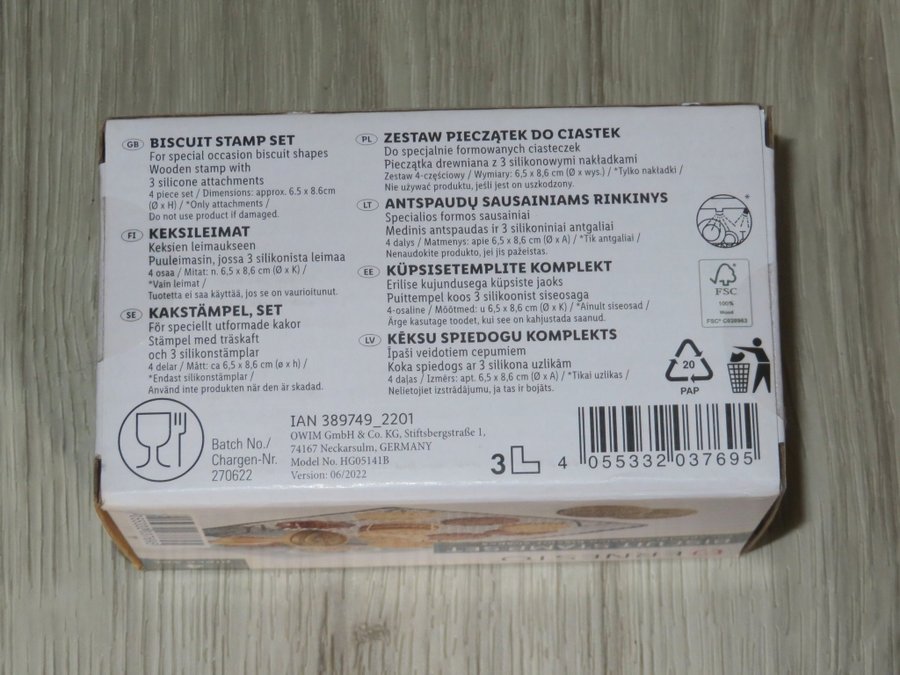 GB BISCUIT STAMP SET
For special occasion biscuit shapes
Wooden stamp with
3 silicone attachments
4 piece set / Dimensions: approx. 6.5 x 8.6cm
(Ø x H) / *Only attachments /
Do not use product if damaged.
FI KEKSILEIMAT
Keksien leimaukseen
Puuleimasin, jossa 3 silikonista leimaa
4 osaa / Mitat: n. 6,5 x 8,6 cm (Ø x K) /
*Vain leimat /
Tuotetta ei saa käyttää, jos se on vaurioitunut.
SE KAKSTÄMPEL, SET
För speciellt utformade kakor
Stämpel med träskaft
och 3 silikonstämplar
4 delar / Mått: ca 6,5 x 8,6 cm (ø x h) /
*Endast silikonstämplar /
Använd inte produkten när den är skadad.
PL ZESTAW PIECZĄTEK DO CIASTEK
Do specjalnie formowanych ciasteczek
Pieczątka drewniana z 3 silikonowymi nakładkami
Zestaw 4-częściowy / Wymiary: 6,5 x 8,6 cm (Ø x wys.) / *Tylko nakładki /
Nie używać produktu, jeśli jest on uszkodzony.
LT ANTSPAUDŲ SAUSAINIAMS RINKINYS
Specialios formos sausainiai
Medinis antspaudas ir 3 silikoniniai antgaliai
4 dalys / Matmenys: apie 6,5 x 8,6 cm (Ø x A) / *Tik antgaliai /
Nenaudokite produkto, jei jis pažeistas.
EE KÜPSISETEMPLITE KOMPLEKT
Erilise kujundusega küpsiste jaoks
Puittempel koos 3 silikoonist siseosaga
4-osaline / Mõõtmed: u 6,5 x 8,6 cm (Ø x K) / *Ainult siseosad /
Ärge kasutage toodet, kui see on kahjustada saanud.
LV KĒKSU SPIEDOGU KOMPLEKTS
Īpaši veidotiem cepumiem
Koka spiedogs ar 3 silikona uzlikām
4 daļas / Izmērs: apt. 6,5 x 8,6 cm (Ø x A) / *Tikai uzlikas /
Nelietojiet izstrādājumu, ja tas ir bojāts.
*
FSC
100%
Wood
FSC® C028963
20
PAP
Batch No./
Chargen-Nr.
270622
IAN 389749_2201
OWIM GmbH & Co. KG, Stiftsbergstraße 1,
74167 Neckarsulm, GERMANY
Model No. HG05141B
Version: 06/2022
3 L
4 055332 037695
ERNESTO